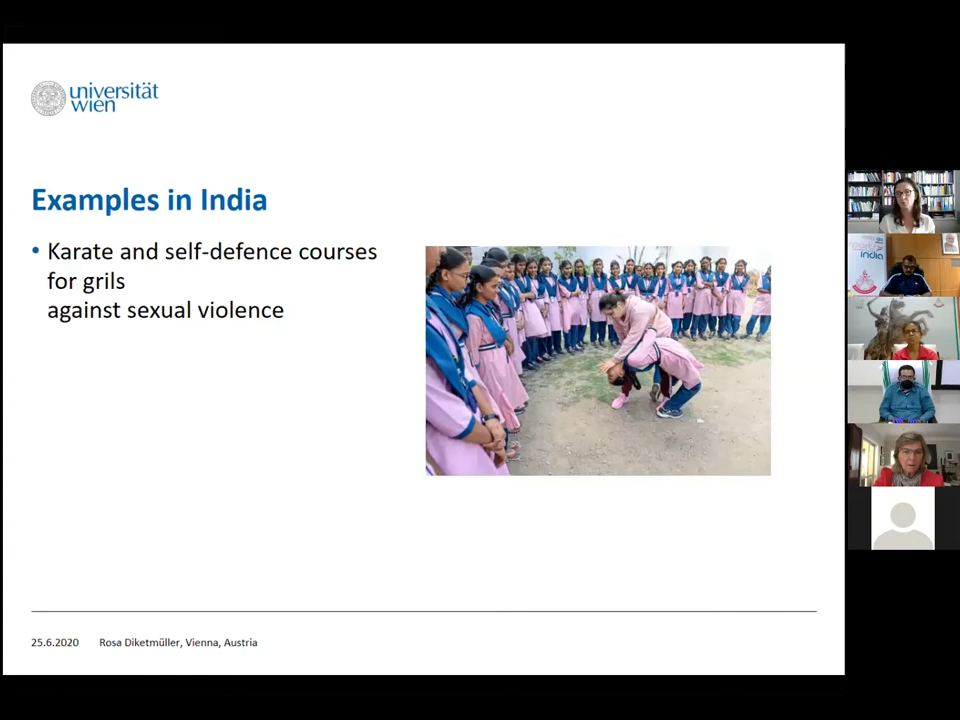 universität
wien
Examples in India
• Karate and self-defence courses
for grils
against sexual violence
25.6.2020 Rosa Diketmüller, Vienna, Austria
india